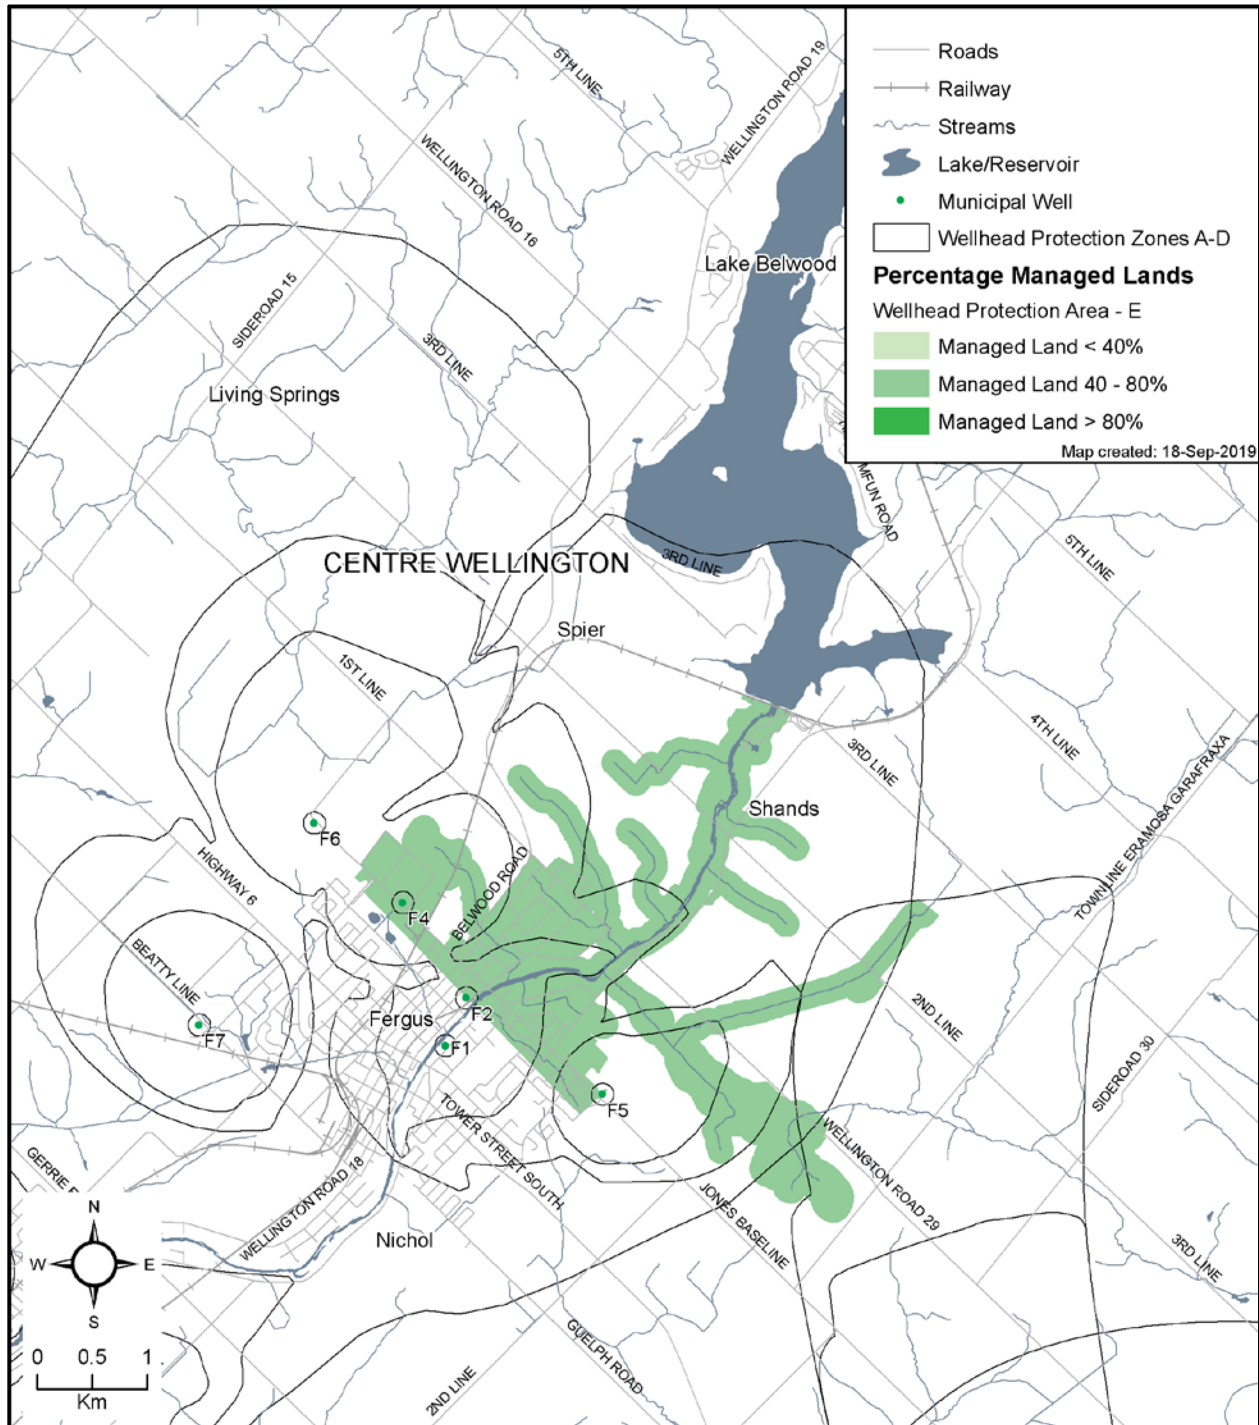 Roads
Railway
Streams
Lake/Reservoir
Municipal Well
Wellhead Protection Zones A-D
Percentage Managed Lands
Wellhead Protection Area - E
Managed Land < 40%
Managed Land 40 - 80%
Managed Land > 80%
Map created: 18-Sep-2019
5TH LINE
WELLINGTON ROAD 19
WELLINGTON ROAD 16
Lake Belwood
SIDEROAD 15
3RD LINE
Living Springs
MFUN ROAD
CENTRE WELLINGTON
3RD LINE
5TH LINE
Spier
1ST LINE
4TH LINE
3RD LINE
TOWNLINE ERAMOSA GARAFRAXA
Shands
F6
HIGHWAY 6
BELWOOD ROAD
F4
BEATTY LINE
F2
Fergus
F7
F1
2ND LINE
F5
SIDEROAD 30
TOWER STREET SOUTH
WELLINGTON ROAD 29
GERRIE
WELLINGTON ROAD 18
JONES BASELINE
Nichol
3RD LINE
GUELPH ROAD
2ND LINE
N
W
E
S
0 0.5 1
Km